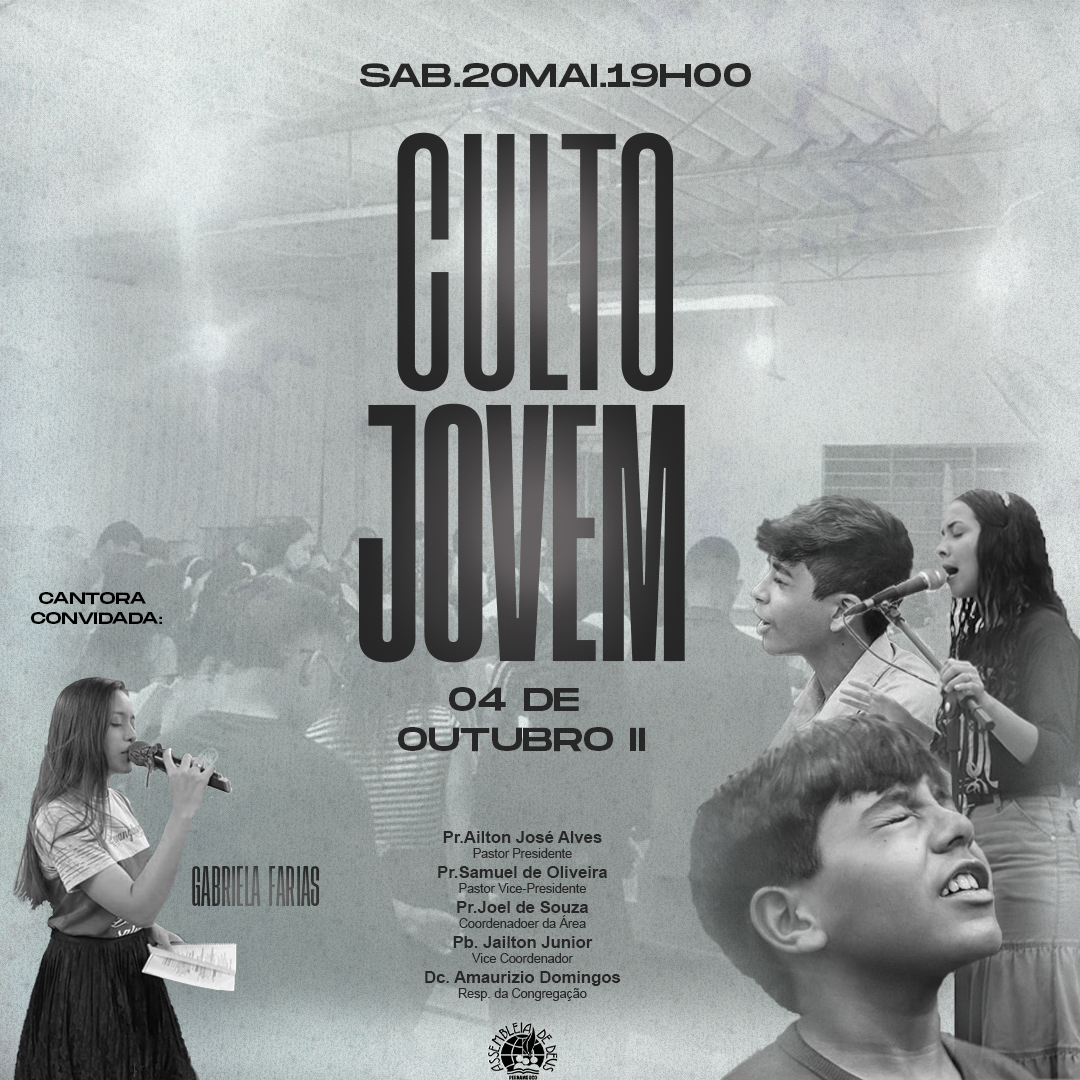 SAB.20MAI.19H00
CULTO
JOVEM
04 DE
OUTUBRO II
CANTORA
CONVIDADA:
GABRIELA FARIAS
Pr.Ailton José Alves
Pastor Presidente
Pr.Samuel de Oliveira
Pastor Vice-Presidente
Pr.Joel de Souza
Coordenadoer da Área
Pb. Jailton Junior
Vice Coordenador
Dc. Amaurizio Domingos
Resp. da Congregação
ASSEMBLEIA DE DEUS
PERNAMBUCO